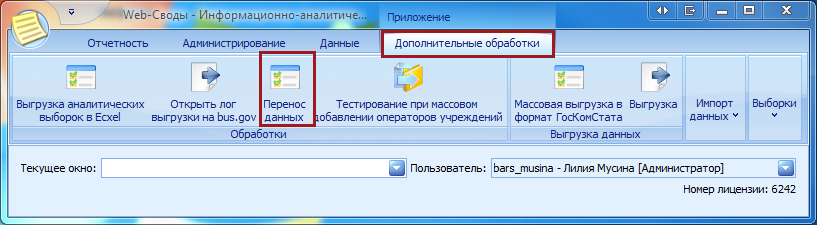 Web-Своды - Информационно-аналитиче...
Приложение
Отчетность Администрирование Данные Дополнительные обработки
Выгрузка аналитических
выборок в Ecxel
Открыть лог
выгрузки на bus.gov
Перенос
данных
Тестирование при массовом
добавлении операторов учреждений
Массовая выгрузка в
формат ГосКомСтата
Выгрузка
Импорт
данных
Выборки
Обработки
Выгрузка данных
Текущее окно:
Пользователь: bars_musina - Лилия Мусина [Администратор]
Номер лицензии: 6242